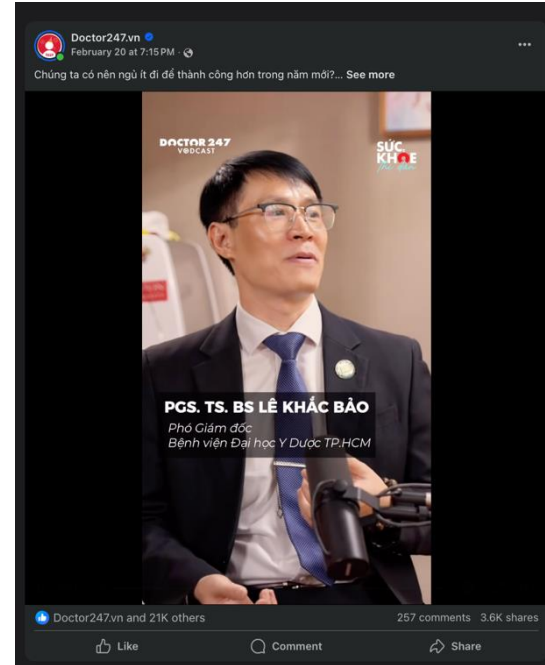 Doctor247.vn
February 20 at 7:15 PM ·
Chúng ta có nên ngủ ít đi để thành công hơn trong năm mới?... See more
DOCTOR 247
VODCAST
SỨC
KHỎE
PGS. TS. BS LÊ KHẮC BẢO
Phó Giám đốc
Bệnh viện Đại học Y Dược TP.HCM
Doctor247.vn and 21K others
257 comments 3.6K shares
Like
Comment
Share